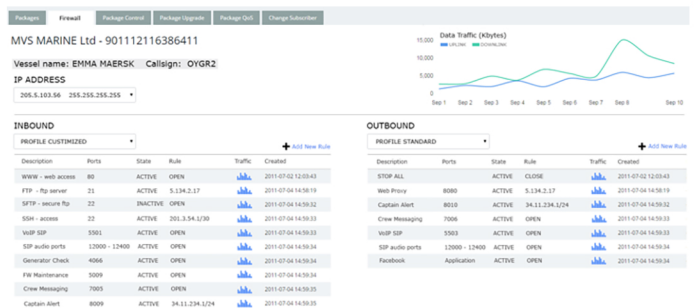 Packages Firewall Package Control Package Upgrade Package QoS Change Subscriber
MVS MARINE Ltd - 901112116386411
Vessel name: EMMA MAERSK Callsign: OYGR2
IP ADDRESS
205.5.103.56 255.255.255.255
Data Traffic (Kbytes)
UPLINK DOWNLINK
15.000
10.000
5.000
0
Sep 1 Sep 2 Sep 3 Sep 4 Sep 5 Sep 6 Sep 7 Sep 8 Sep 10
INBOUND
PROFILE CUSTIMIZED
Add New Rule
Description Ports State Rule Traffic Created
WWW - web access 80 ACTIVE OPEN 2011-07-02 12:03:43
FTP - ftp server 21 ACTIVE 5.134.2.17 2011-07-04 14:58:19
SFTP - secure ftp 22 INACTIVE OPEN 2011-07-04 14:59:32
SSH - access 22 ACTIVE 201.3.54.1/30 2011-07-04 14:59:33
VoIP SIP 5501 ACTIVE OPEN 2011-07-04 14:59:33
SIP audio ports 12000 - 12400 ACTIVE OPEN 2011-07-04 14:59:34
Generator Check 4066 ACTIVE OPEN 2011-07-04 14:59:34
FW Maintenance 5009 ACTIVE OPEN 2011-07-04 14:59:34
Crew Messaging 7005 ACTIVE OPEN 2011-07-04 14:59:35
Captain Alert 8009 ACTIVE 34.11.234.1/24 2011-07-04 14:59:35
OUTBOUND
PROFILE STANDARD
Add New Rule
Description Ports State Rule Traffic Created
STOP ALL ACTIVE CLOSE 2011-07-02 12:03:43
Web Proxy 8080 ACTIVE 5.134.2.17 2011-07-04 14:58:19
Captain Alert 8010 ACTIVE 34.11.234.1/24 2011-07-04 14:59:32
Crew Messaging 7006 ACTIVE OPEN 2011-07-04 14:59:33
VoIP SIP 5503 ACTIVE OPEN 2011-07-04 14:59:33
SIP audio ports 12000 - 12400 ACTIVE OPEN 2011-07-04 14:59:34
Facebook Application ACTIVE OPEN 2011-07-04 14:59:34